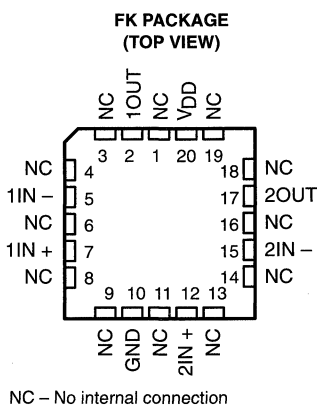 FK PACKAGE
(TOP VIEW)
NC
1OUT
NC
VDD
NC
3 2 1 20 19
NC 4
1IN – 5
NC 6
1IN + 7
NC 8
18 NC
17 2OUT
16 NC
15 2IN –
14 NC
9 10 11 12 13
NC
GND
NC
2IN +
NC
NC – No internal connection